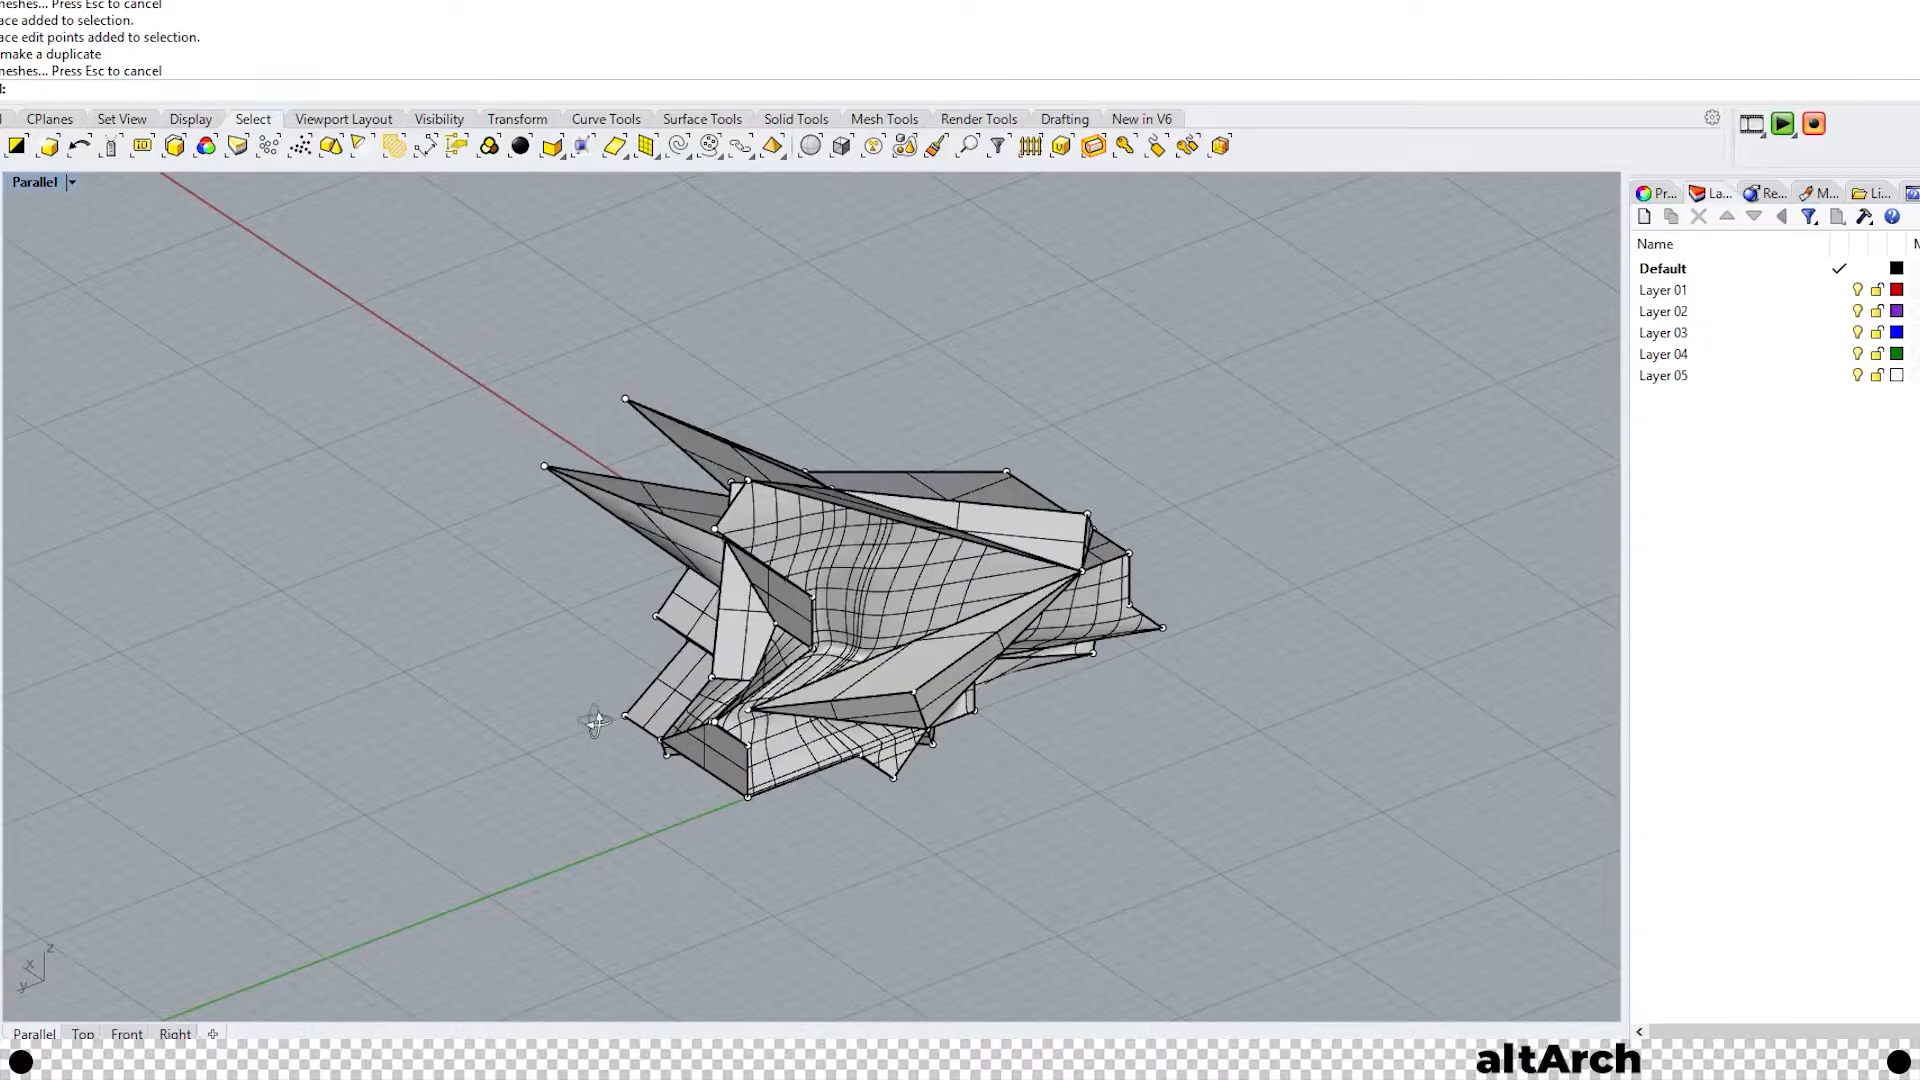 neshes... Press Esc to cancel
ace added to selection.
ace edit points added to selection.
make a duplicate
neshes... Press Esc to cancel
CPlanes Set View Display Select Viewport Layout Visibility Transform Curve Tools Surface Tools Solid Tools Mesh Tools Render Tools Drafting New in V6
Parallel
Pr... La... Re... M... Li...
Name M
Default
Layer 01
Layer 02
Layer 03
Layer 04
Layer 05
z
x
y
Parallel Top Front Right
altArch